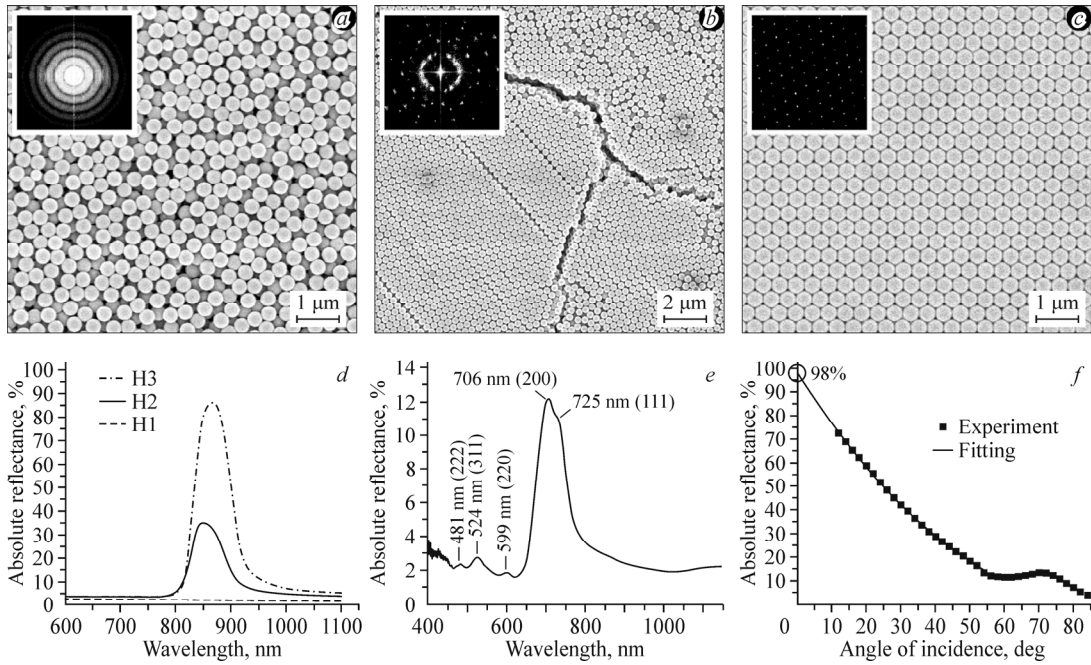 a
1 μm
b
2 μm
c
1 μm
d
Absolute reflectance, %
100
90
80
70
60
50
40
30
20
10
0
H3
H2
H1
600 700 800 900 1000 1100
Wavelength, nm
e
Absolute reflectance, %
14
12
10
8
6
4
2
0
706 nm (200)
725 nm (111)
481 nm (222)
524 nm (311)
599 nm (220)
400 500 600 700 800 900 1000
Wavelength, nm
f
Absolute reflectance, %
100
90
80
70
60
50
40
30
20
10
0
98%
Experiment
Fitting
10 20 30 40 50 60 70 80
Angle of incidence, deg